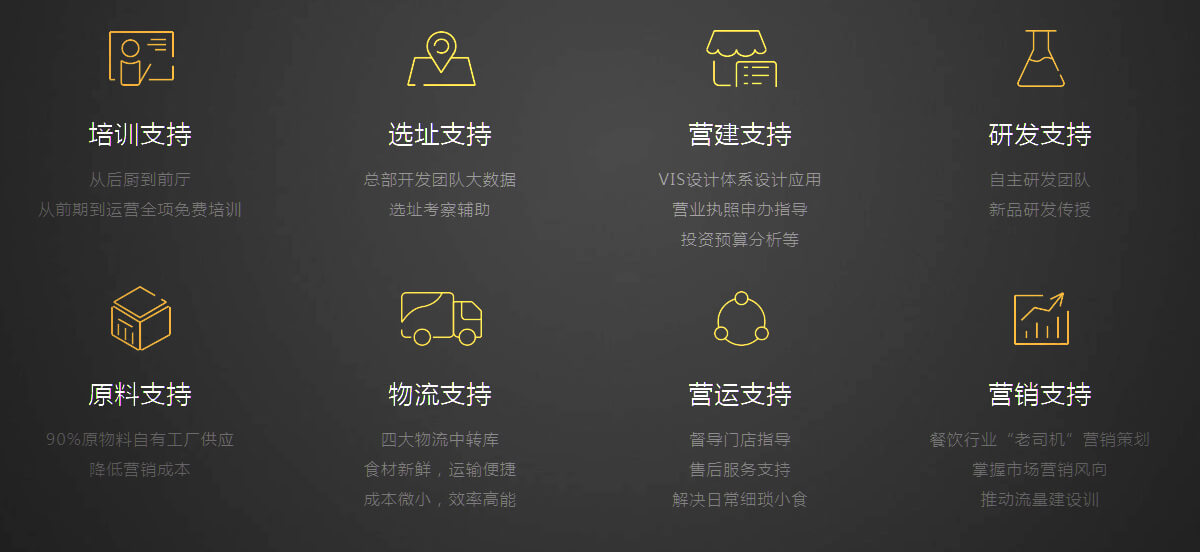 培训支持
从后厨到前厅
从前期到运营全项免费培训
选址支持
总部开发团队大数据
选址考察辅助
营建支持
VIS设计体系设计应用
营业执照申办指导
投资预算分析等
研发支持
自主研发团队
新品研发传授
原料支持
90%原物料自有工厂供应
降低营销成本
物流支持
四大物流中转库
食材新鲜，运输便捷
成本微小，效率高能
营运支持
督导门店指导
售后服务支持
解决日常细琐小食
营销支持
餐饮行业“老司机”营销策划
掌握市场营销风向
推动流量建设训